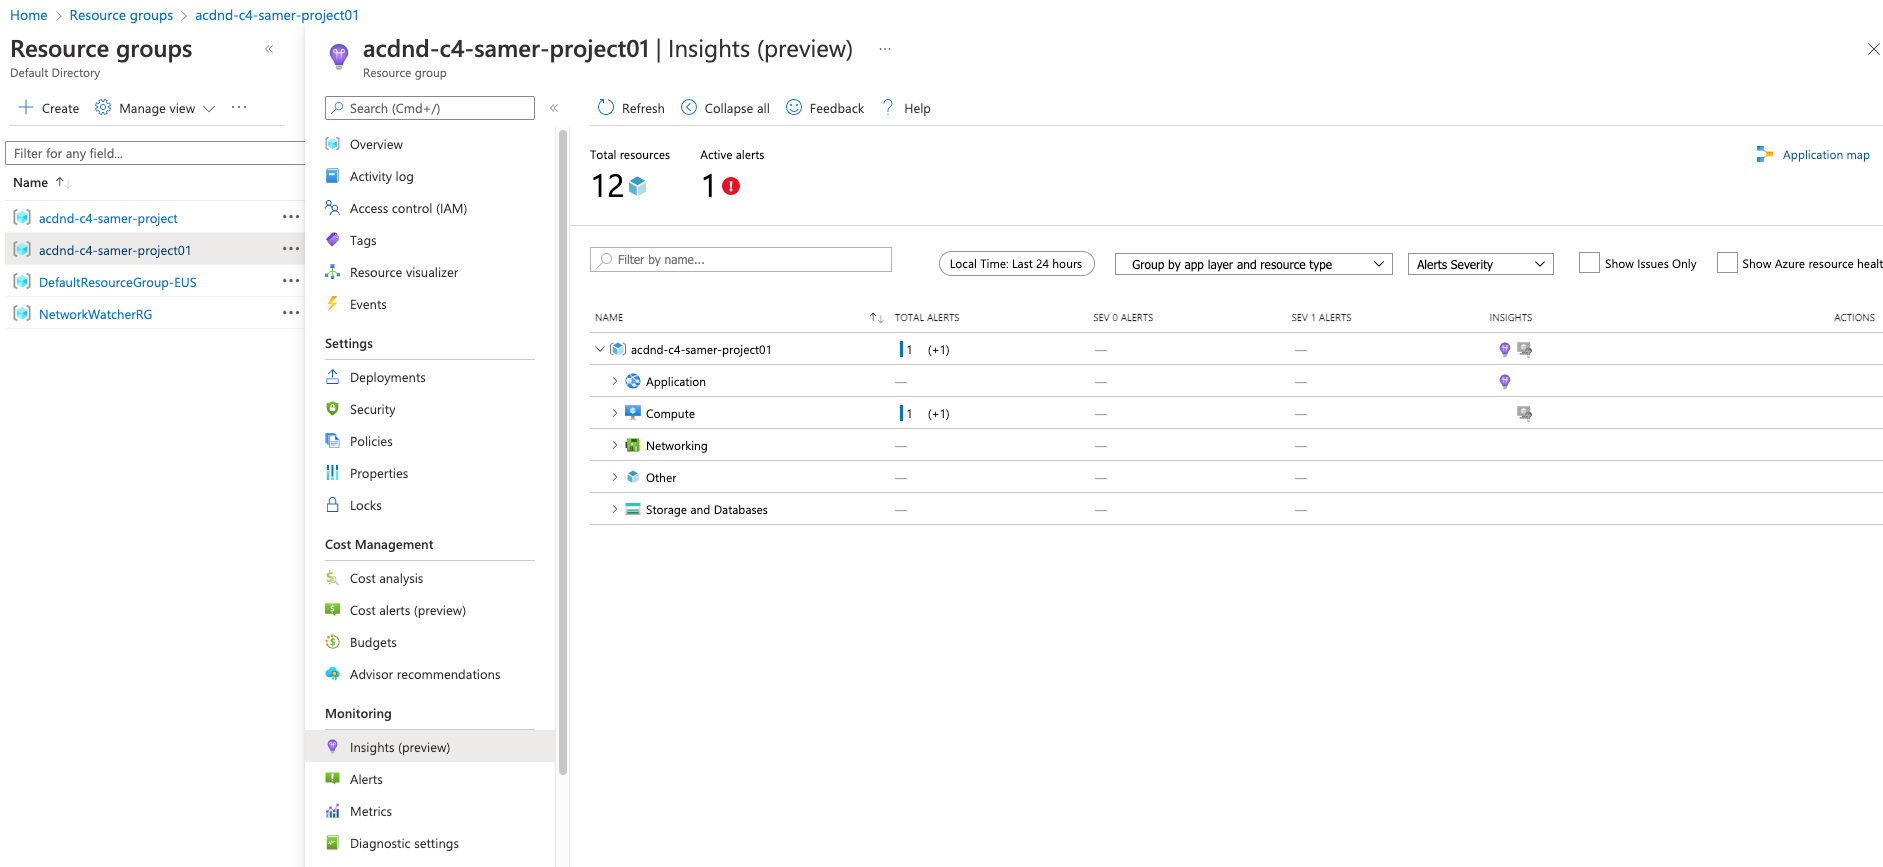 Home > Resource groups > acdnd-c4-samer-project01
Resource groups «
Default Directory
Create Manage view ···
Filter for any field...
Name ↑↓
acdnd-c4-samer-project ···
acdnd-c4-samer-project01 ···
DefaultResourceGroup-EUS ···
NetworkWatcherRG ···
acdnd-c4-samer-project01 | Insights (preview) ···
Resource group
Search (Cmd+/) «
Overview
Activity log
Access control (IAM)
Tags
Resource visualizer
Events
Settings
Deployments
Security
Policies
Properties
Locks
Cost Management
Cost analysis
Cost alerts (preview)
Budgets
Advisor recommendations
Monitoring
Insights (preview)
Alerts
Metrics
Diagnostic settings
Refresh Collapse all Feedback ? Help
Total resources Active alerts
12 1
Application map
Filter by name...
Local Time: Last 24 hours Group by app layer and resource type Alerts Severity Show Issues Only Show Azure resource healt
NAME ↑↓ TOTAL ALERTS SEV 0 ALERTS SEV 1 ALERTS INSIGHTS ACTIONS
acdnd-c4-samer-project01 1 (+1) — —
Application — — —
Compute 1 (+1) — —
Networking — — —
Other — — —
Storage and Databases — — —